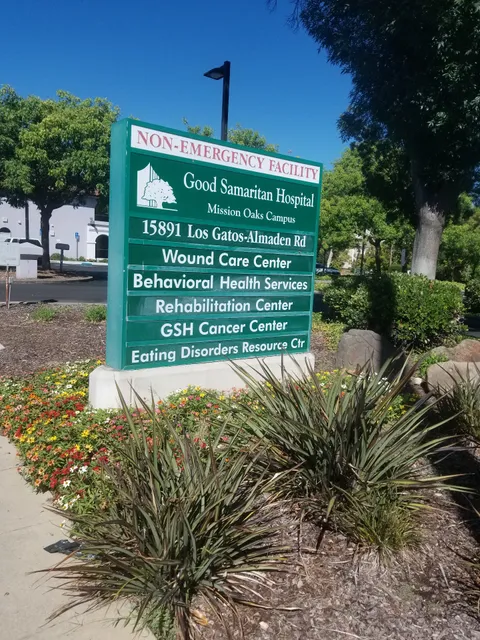 NON-EMERGENCY FACILITY
Good Samaritan Hospital
Mission Oaks Campus
15891 Los Gatos-Almaden Rd
Wound Care Center
Behavioral Health Services
Rehabilitation Center
GSH Cancer Center
Eating Disorders Resource Ctr